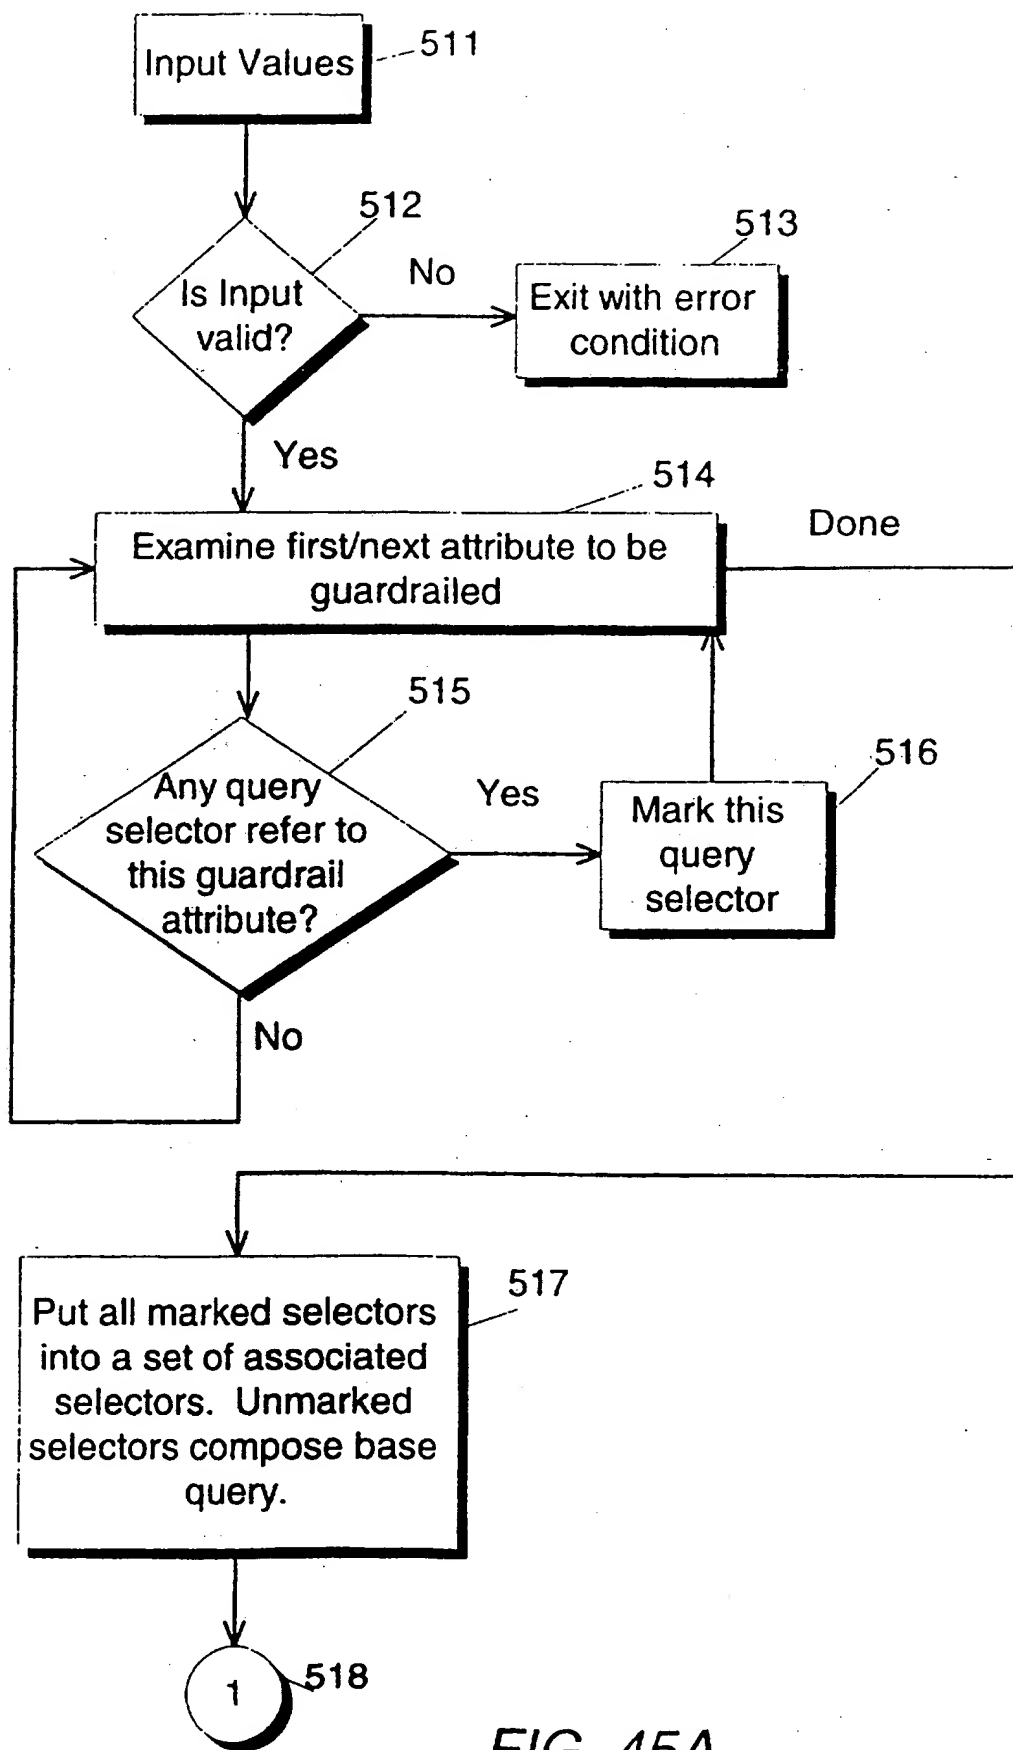 Input Values
511
512
Is Input
valid?
No
513
Exit with error
condition
Yes
514
Examine first/next attribute to be
guardrailed
Done
515
Any query
selector refer to
this guardrail
attribute?
Yes
516
Mark this
query
selector
No
517
Put all marked selectors
into a set of associated
selectors. Unmarked
selectors compose base
query.
1
518
FIG. 45A